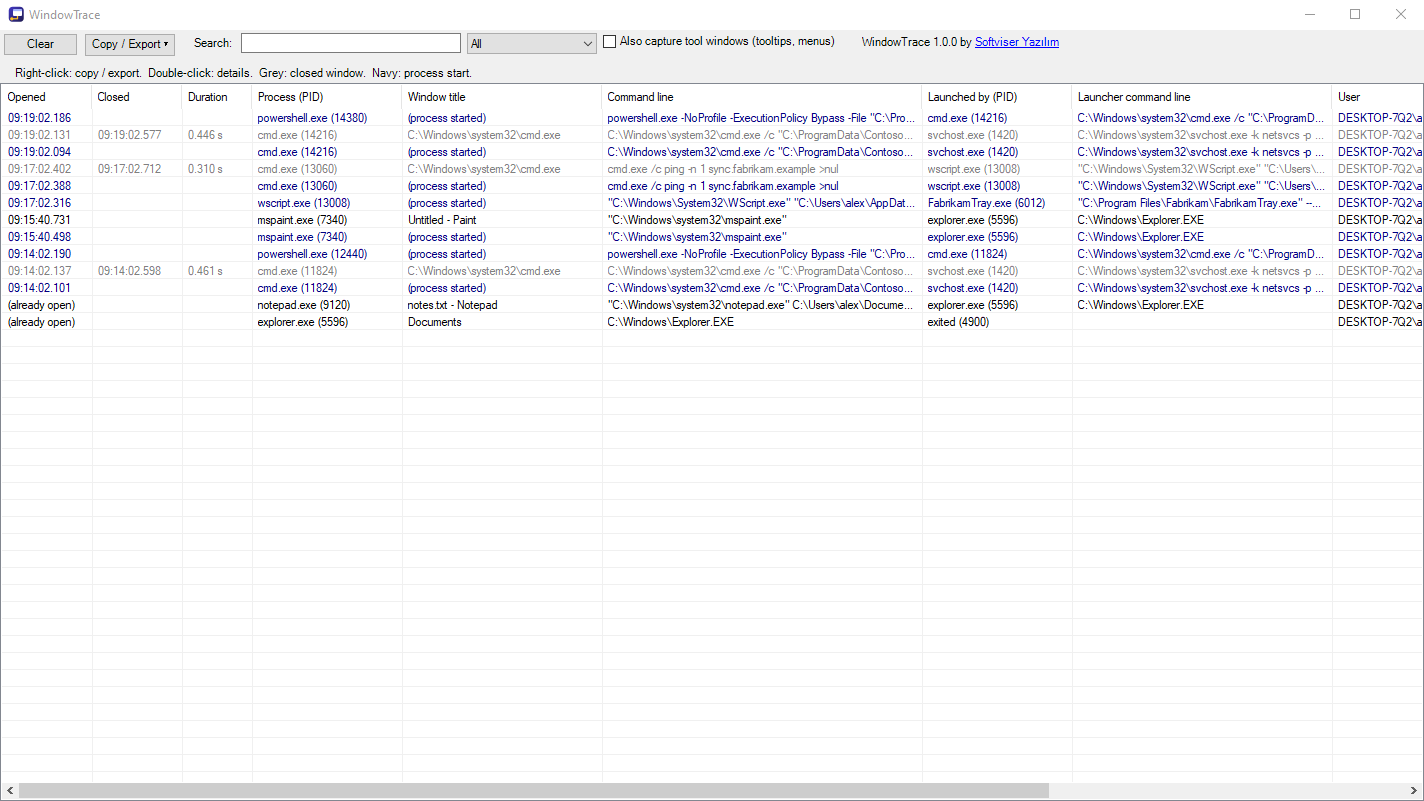 WindowTrace
Clear Copy / Export ▾ Search: All Also capture tool windows (tooltips, menus) WindowTrace 1.0.0 by Softviser Yazılım
Right-click: copy / export. Double-click: details. Grey: closed window. Navy: process start.
Opened Closed Duration Process (PID) Window title Command line Launched by (PID) Launcher command line User
09:19:02.186 powershell.exe (14380) (process started) powershell.exe -NoProfile -ExecutionPolicy Bypass -File "C:\Pro... cmd.exe (14216) C:\Windows\system32\cmd.exe /c "C:\ProgramD... DESKTOP-7Q2\a
09:19:02.131 09:19:02.577 0.446 s cmd.exe (14216) C:\Windows\system32\cmd.exe C:\Windows\system32\cmd.exe /c "C:\ProgramData\Contoso... svchost.exe (1420) C:\Windows\system32\svchost.exe -k netsvcs -p ... DESKTOP-7Q2\a
09:19:02.094 cmd.exe (14216) (process started) C:\Windows\system32\cmd.exe /c "C:\ProgramData\Contoso... svchost.exe (1420) C:\Windows\system32\svchost.exe -k netsvcs -p ... DESKTOP-7Q2\a
09:17:02.402 09:17:02.712 0.310 s cmd.exe (13060) C:\Windows\system32\cmd.exe cmd.exe /c ping -n 1 sync.fabrikam.example >nul wscript.exe (13008) "C:\Windows\System32\WScript.exe" "C:\Users\... DESKTOP-7Q2\a
09:17:02.388 cmd.exe (13060) (process started) cmd.exe /c ping -n 1 sync.fabrikam.example >nul wscript.exe (13008) "C:\Windows\System32\WScript.exe" "C:\Users\... DESKTOP-7Q2\a
09:17:02.316 wscript.exe (13008) (process started) "C:\Windows\System32\WScript.exe" "C:\Users\alex\AppDat... FabrikamTray.exe (6012) "C:\Program Files\Fabrikam\FabrikamTray.exe" --... DESKTOP-7Q2\a
09:15:40.731 mspaint.exe (7340) Untitled - Paint "C:\Windows\system32\mspaint.exe" explorer.exe (5596) C:\Windows\Explorer.EXE DESKTOP-7Q2\a
09:15:40.498 mspaint.exe (7340) (process started) "C:\Windows\system32\mspaint.exe" explorer.exe (5596) C:\Windows\Explorer.EXE DESKTOP-7Q2\a
09:14:02.190 powershell.exe (12440) (process started) powershell.exe -NoProfile -ExecutionPolicy Bypass -File "C:\Pro... cmd.exe (11824) C:\Windows\system32\cmd.exe /c "C:\ProgramD... DESKTOP-7Q2\a
09:14:02.137 09:14:02.598 0.461 s cmd.exe (11824) C:\Windows\system32\cmd.exe C:\Windows\system32\cmd.exe /c "C:\ProgramData\Contoso... svchost.exe (1420) C:\Windows\system32\svchost.exe -k netsvcs -p ... DESKTOP-7Q2\a
09:14:02.101 cmd.exe (11824) (process started) C:\Windows\system32\cmd.exe /c "C:\ProgramData\Contoso... svchost.exe (1420) C:\Windows\system32\svchost.exe -k netsvcs -p ... DESKTOP-7Q2\a
(already open) notepad.exe (9120) notes.txt - Notepad "C:\Windows\system32\notepad.exe" C:\Users\alex\Docume... explorer.exe (5596) C:\Windows\Explorer.EXE DESKTOP-7Q2\a
(already open) explorer.exe (5596) Documents C:\Windows\Explorer.EXE exited (4900) DESKTOP-7Q2\a